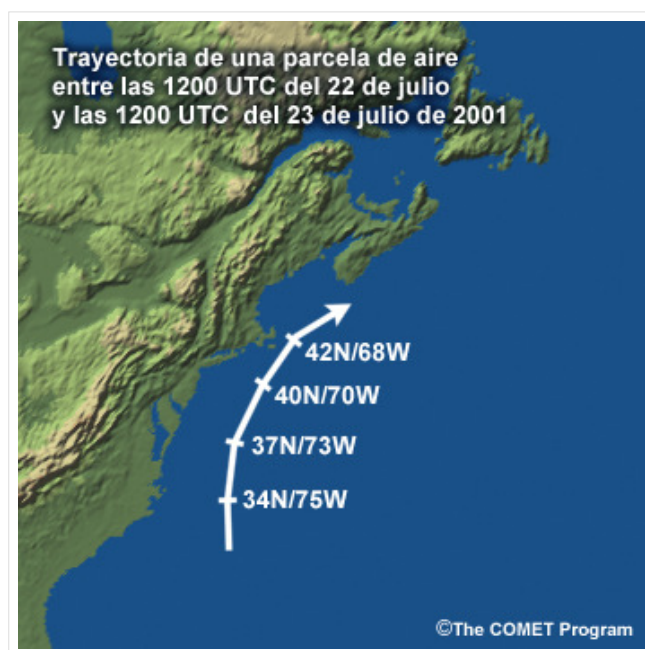 Trayectoria de una parcela de aire
entre las 1200 UTC del 22 de julio
y las 1200 UTC del 23 de julio de 2001
42N/68W
40N/70W
37N/73W
34N/75W
©The COMET Program